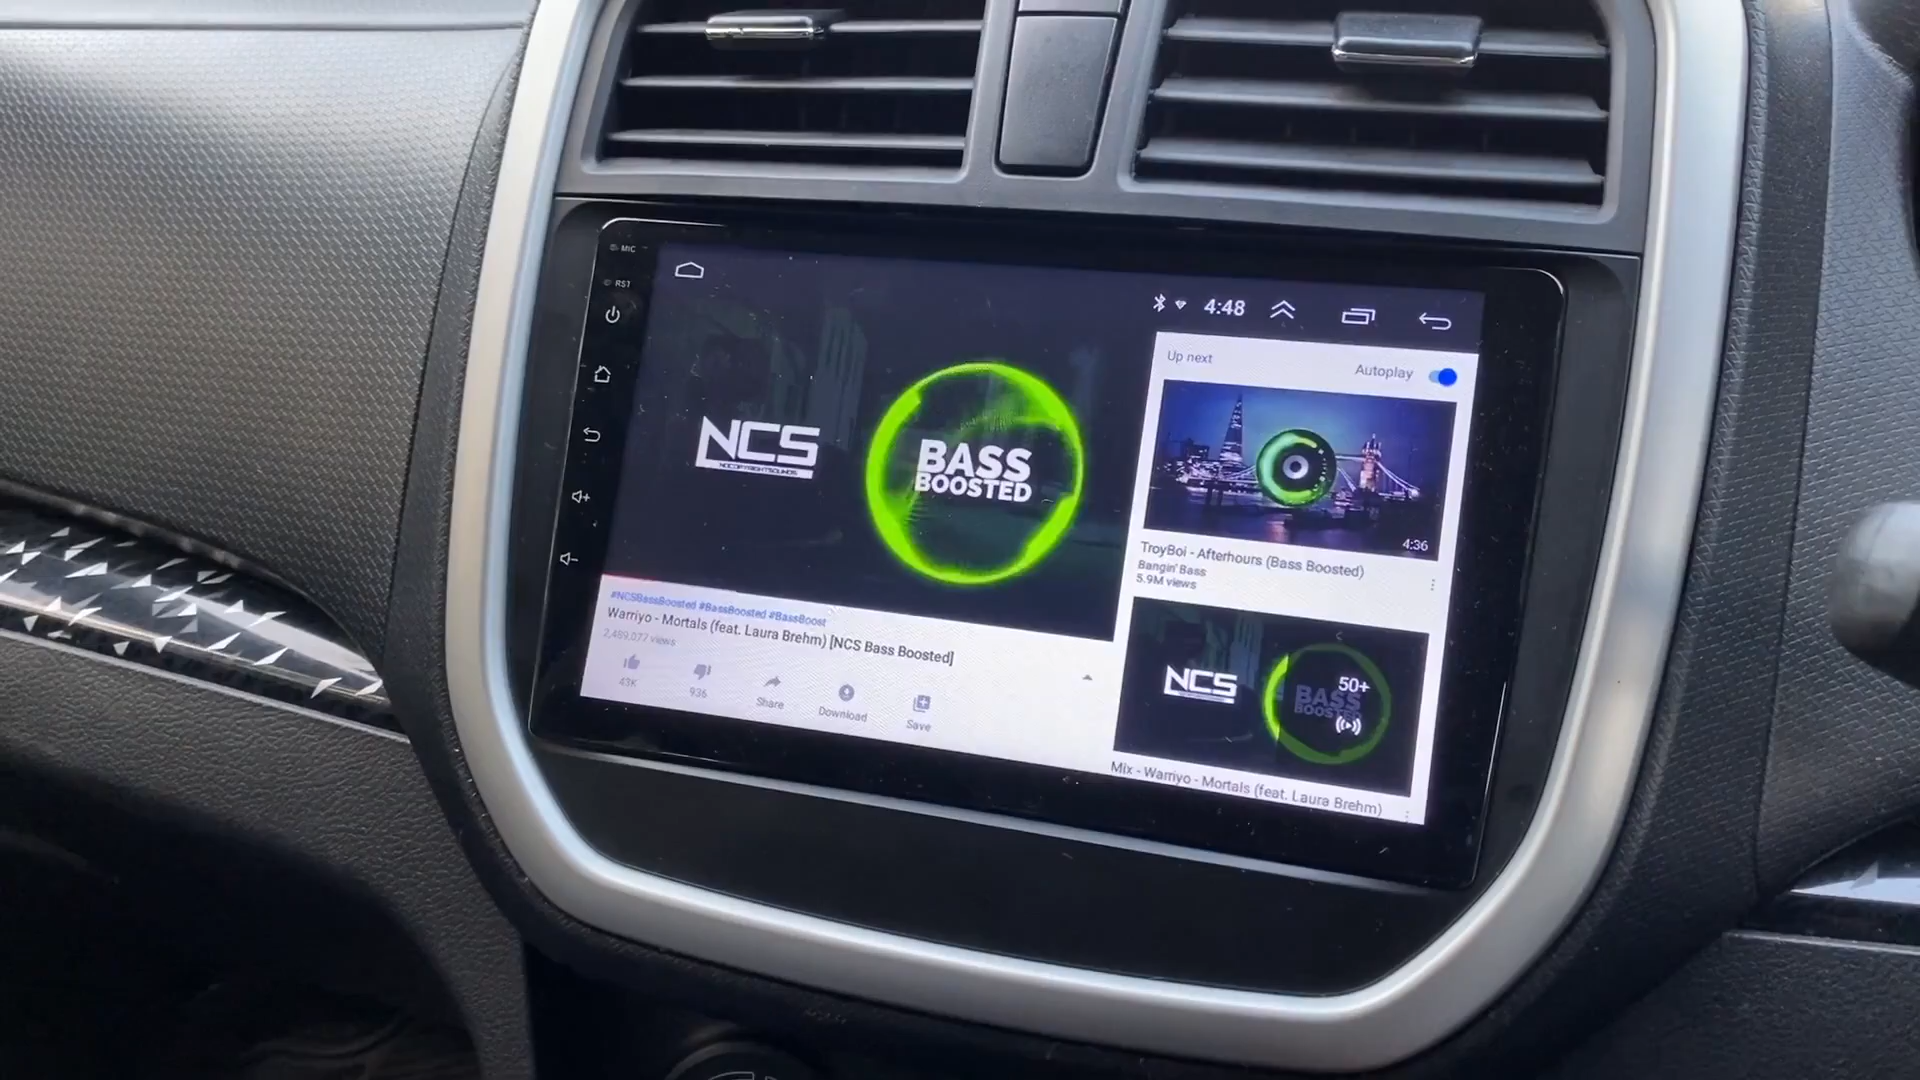 MIC
RST
4:48
NCS
NOCOPYRIGHTSOUNDS
BASS
BOOSTED
#NCSBassBoosted #BassBoosted #BassBoost
Warriyo - Mortals (feat. Laura Brehm) [NCS Bass Boosted]
2,489,077 views
43K
936
Share
Download
Save
Up next
Autoplay
4:36
TroyBoi - Afterhours (Bass Boosted)
Bangin' Bass
5.9M views
NCS
BASS
BOOSTED
50+
Mix - Warriyo - Mortals (feat. Laura Brehm)